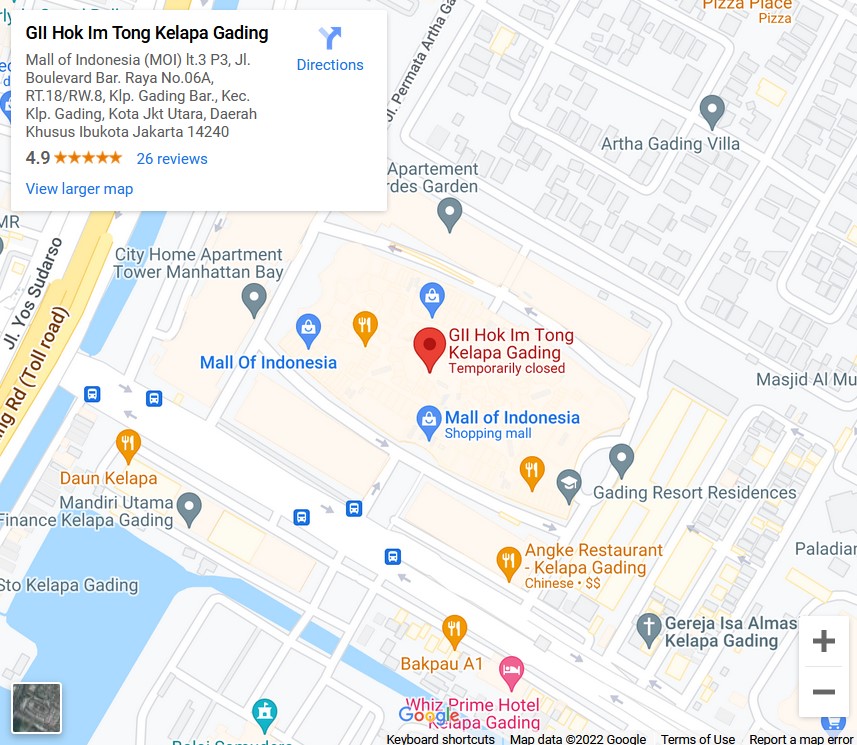 GII Hok Im Tong Kelapa Gading
Directions
Mall of Indonesia (MOI) lt.3 P3, Jl.
Boulevard Bar. Raya No.06A,
RT.18/RW.8, Klp. Gading Bar., Kec.
Klp. Gading, Kota Jkt Utara, Daerah
Khusus Ibukota Jakarta 14240
4.9
26 reviews
View larger map
Pizza Place
Pizza
Jl. Permata Artha Ga
Artha Gading Villa
Apartement
rdes Garden
MR
Jl. Yos Sudarso
City Home Apartment
Tower Manhattan Bay
ng Rd (Toll road)
Mall Of Indonesia
GII Hok Im Tong
Kelapa Gading
Temporarily closed
Masjid Al Mu
Mall of Indonesia
Shopping mall
Daun Kelapa
Mandiri Utama
Finance Kelapa Gading
Gading Resort Residences
Paladian
Angke Restaurant
- Kelapa Gading
Chinese • $$
Sto Kelapa Gading
Gereja Isa Almas
Kelapa Gading
Bakpau A1
Whiz Prime Hotel
Kelapa Gading
Google
Keyboard shortcuts
Map data ©2022 Google
Terms of Use
Report a map error